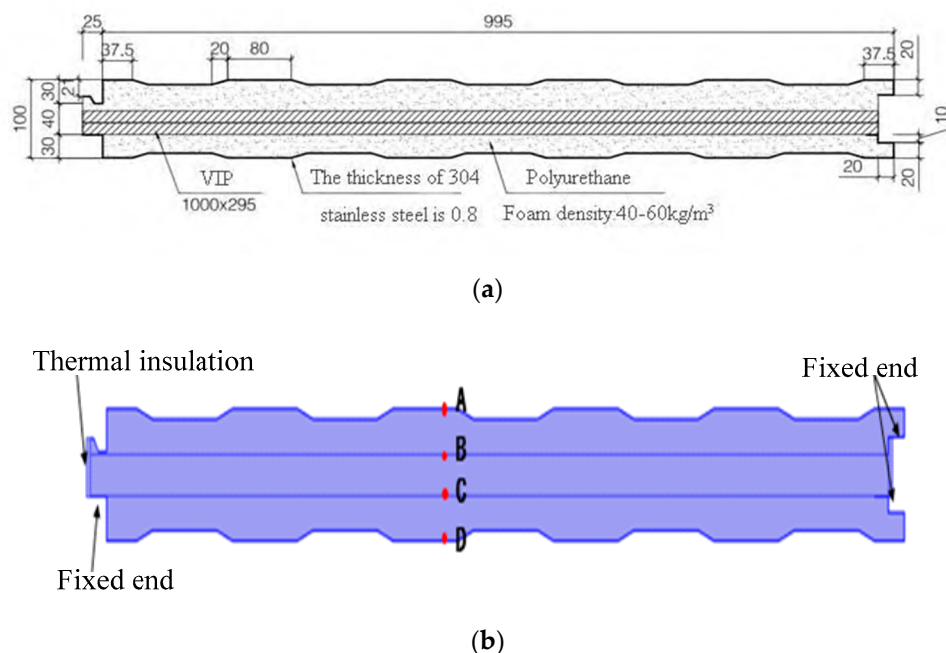 25
995
37.5
20
80
37.5
20
100
30
21
40
30
10
20
20
VIP
1000x295
The thickness of 304
stainless steel is 0.8
Polyurethane
Foam density:40-60kg/m³
(a)
Thermal insulation
Fixed end
A
B
C
D
Fixed end
(b)